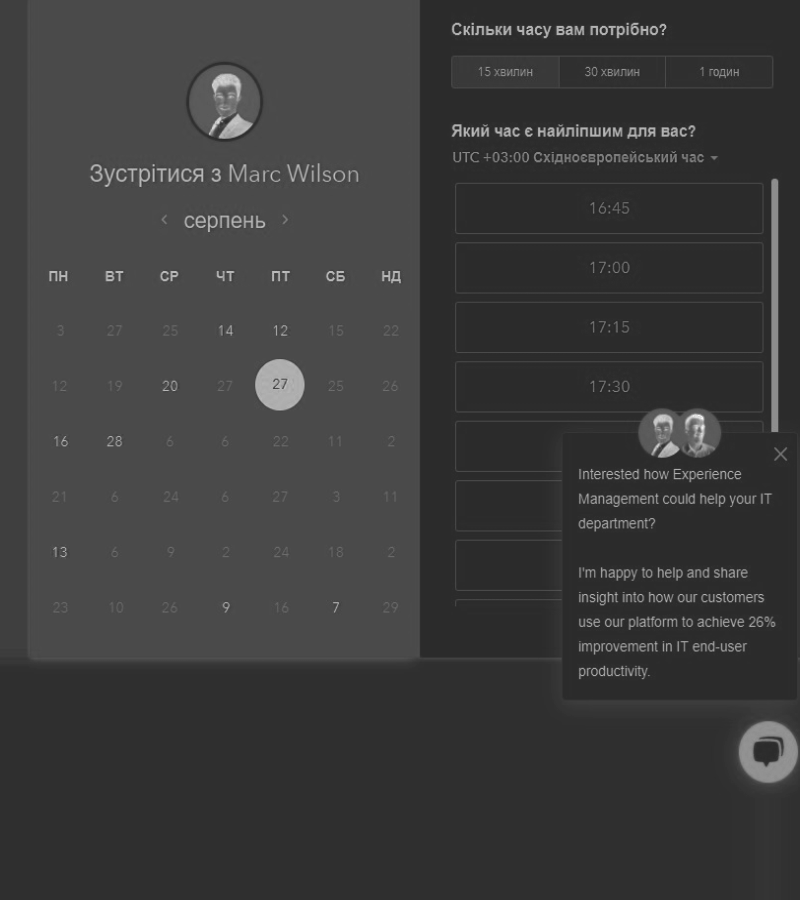 Зустрітися з Marc Wilson
серпень
ПН ВТ СР ЧТ ПТ СБ НД
3 27 25 14 12 15 22
12 19 20 27 27 25 26
16 28 6 6 22 11 2
21 6 24 6 27 3 11
13 6 9 2 24 18 2
23 10 26 9 16 7 29
Скільки часу вам потрібно?
15 хвилин 30 хвилин 1 годин
Який час є найліпшим для вас?
UTC +03:00 Східноєвропейський час
16:45
17:00
17:15
17:30
Interested how Experience
Management could help your IT
department?
I'm happy to help and share
insight into how our customers
use our platform to achieve 26%
improvement in IT end-user
productivity.